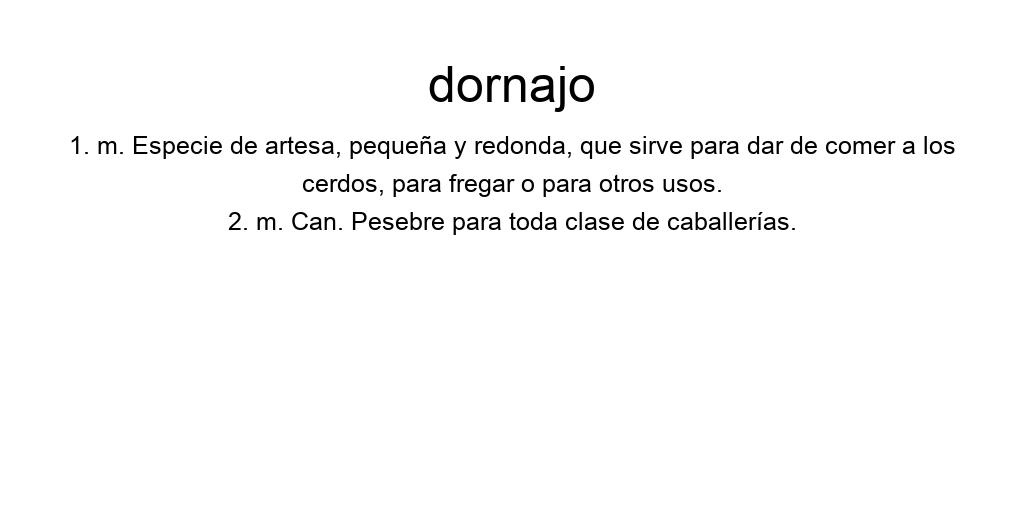 dornajo
1. m. Especie de artesa, pequeña y redonda, que sirve para dar de comer a los
cerdos, para fregar o para otros usos.
2. m. Can. Pesebre para toda clase de caballerías.